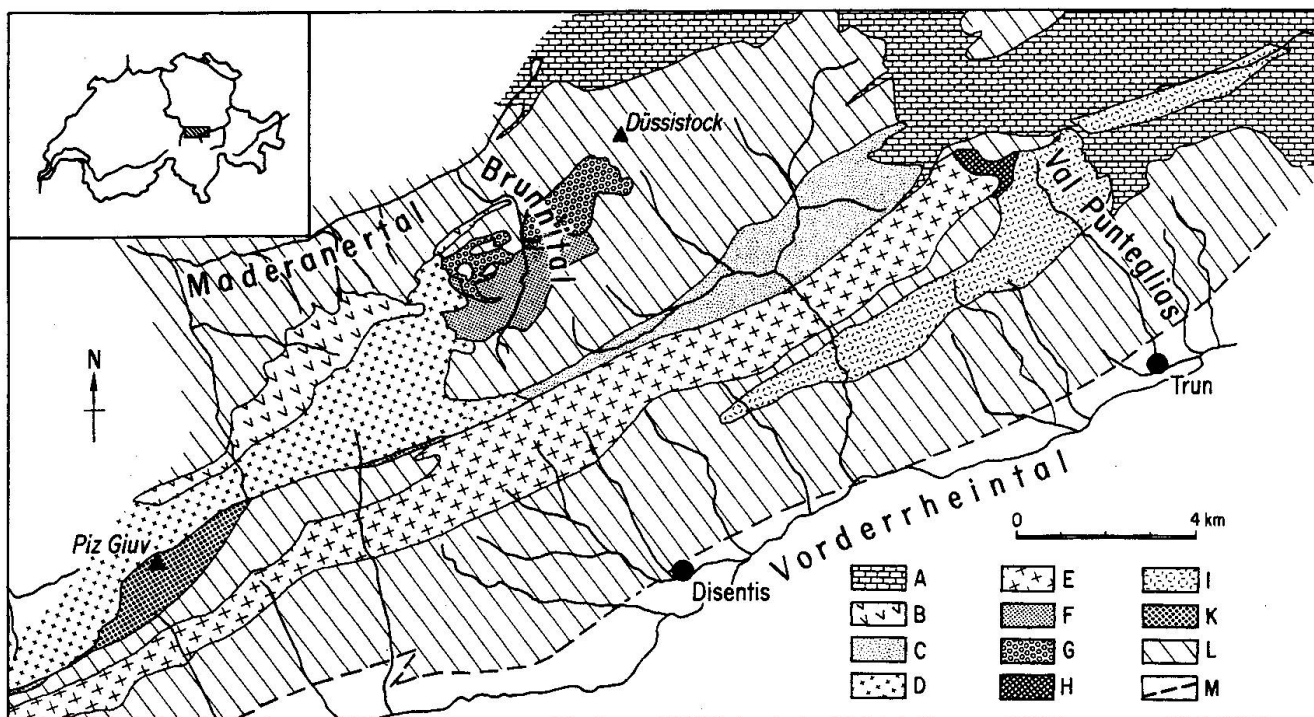 Düssistock
Brunnital
Maderanertal
Val Punteglias
N
Trun
Piz Giuv
Vorderrheintal
Disentis
0 4 km
A E I
B F K
C G L
D H M